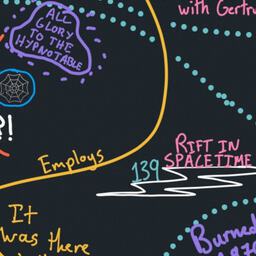 with Gertru
ALL
GLORY
TO THE
HYPNOTABLE
?!
Employs
139
RIFT IN
SPACETIME
It
was there
Burned